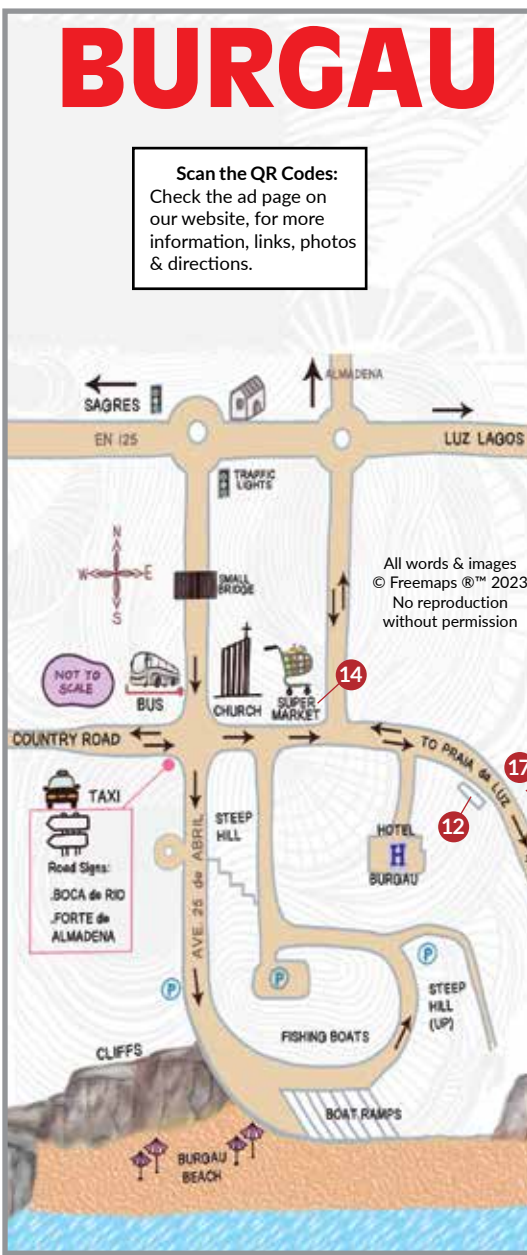 BURGAU
Scan the QR Codes:
Check the ad page on
our website, for more
information, links, photos
& directions.
ALMADENA
SAGRES
EN 125
LUZ LAGOS
TRAFFIC
LIGHTS
N
A
W E
V
S
SMALL
BRIDGE
All words & images
© Freemaps ®™ 2023
No reproduction
without permission
NOT TO
SCALE
BUS
CHURCH
SUPER
MARKET
14
COUNTRY ROAD
TO PRAIA da LUZ
17
12
TAXI
Road Signs:
.BOCA de RIO
.FORTE de
ALMADENA
AVE. 25 de ABRIL
STEEP
HILL
HOTEL
H
BURGAU
P
P
P
STEEP
HILL
(UP)
FISHING BOATS
CLIFFS
BOAT RAMPS
BURGAU
BEACH